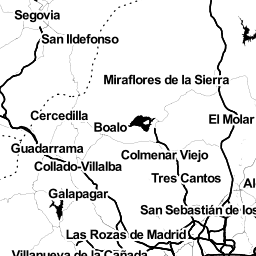 Segovia
San Ildefonso
Miraflores de la Sierra
Cercedilla
El Molar
Boalo
Guadarrama
Colmenar Viejo
Collado-Villalba
Tres Cantos
Galapagar
San Sebastián de los
Las Rozas de Madrid
Villanueva de la Cañada